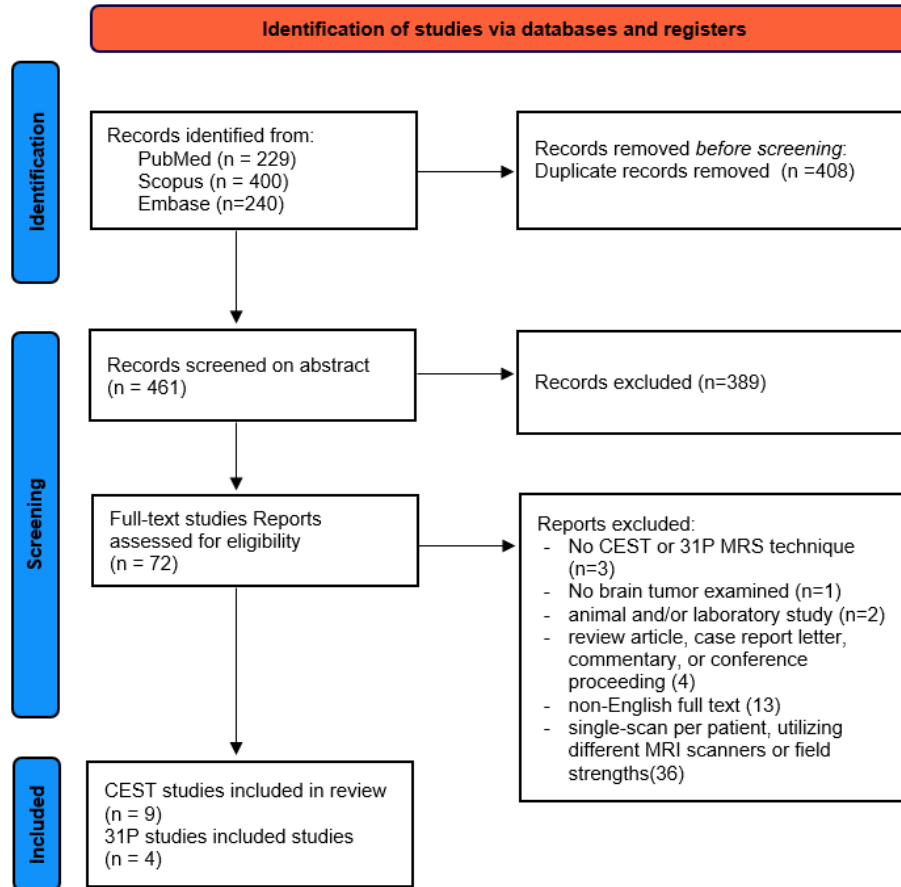 Identification of studies via databases and registers
Identification
Records identified from:
PubMed (n = 229)
Scopus (n = 400)
Embase (n=240)
Records removed before screening:
Duplicate records removed (n =408)
Screening
Records screened on abstract
(n = 461)
Records excluded (n=389)
Full-text studies Reports
assessed for eligibility
(n = 72)
Reports excluded:
- No CEST or 31P MRS technique
(n=3)
- No brain tumor examined (n=1)
- animal and/or laboratory study (n=2)
- review article, case report letter,
commentary, or conference
proceeding (4)
- non-English full text (13)
- single-scan per patient, utilizing
different MRI scanners or field
strengths(36)
Included
CEST studies included in review
(n = 9)
31P studies included studies
(n = 4)